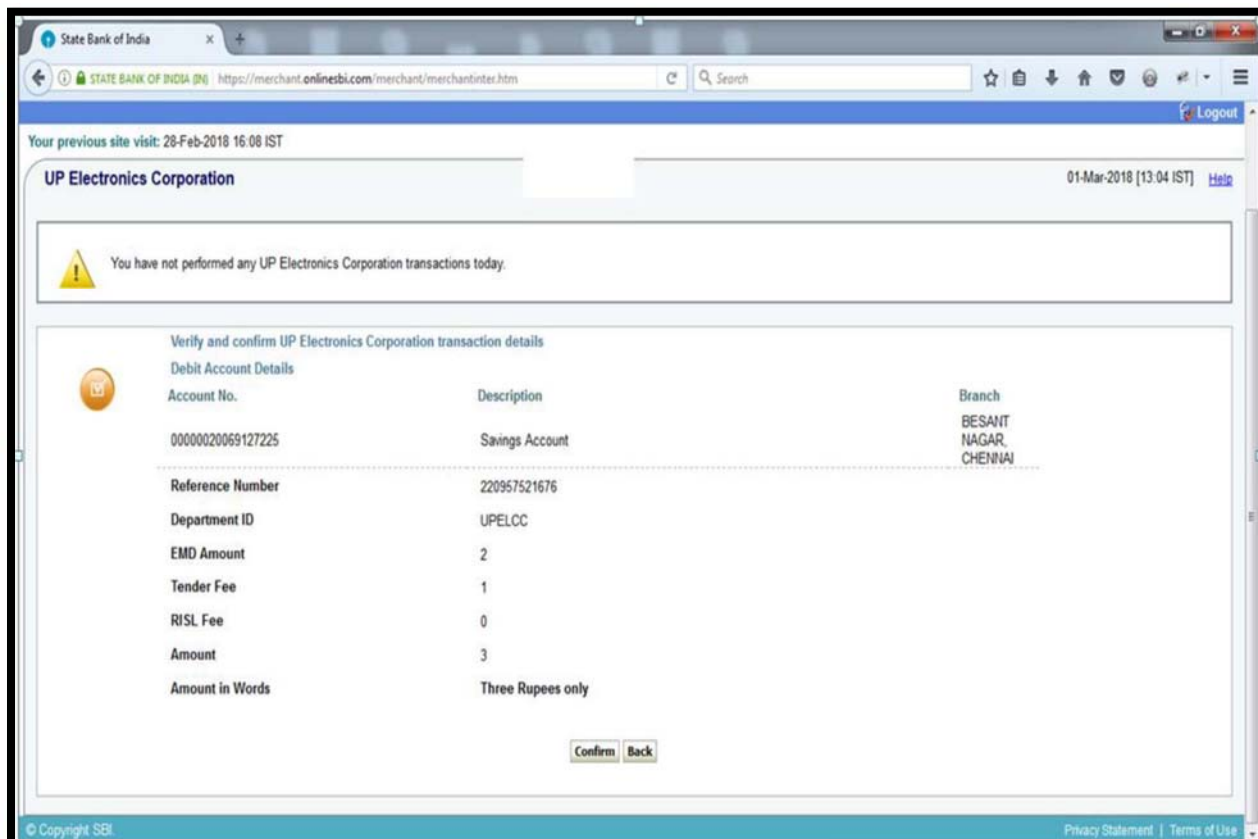 State Bank of India
STATE BANK OF INDIA (IN) https://merchant.onlinesbi.com/merchant/merchantinter.htm Search
Logout
Your previous site visit: 28-Feb-2018 16:08 IST
UP Electronics Corporation 01-Mar-2018 [13:04 IST] Help
You have not performed any UP Electronics Corporation transactions today.
Verify and confirm UP Electronics Corporation transaction details
Debit Account Details
Account No. Description Branch
00000020069127225 Savings Account BESANT
NAGAR,
CHENNAI
Reference Number 220957521676
Department ID UPELCC
EMD Amount 2
Tender Fee 1
RISL Fee 0
Amount 3
Amount in Words Three Rupees only
Confirm Back
© Copyright SBI. Privacy Statement | Terms of Use